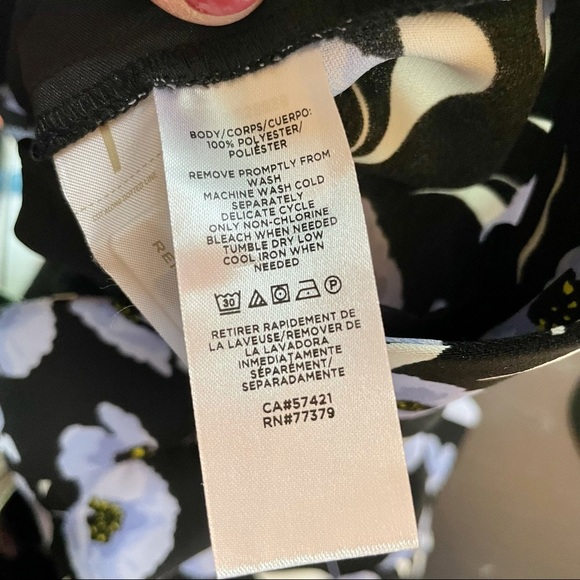 BODY/CORPS/CUERPO:
100% POLYESTER/
POLIÉSTER
REMOVE PROMPTLY FROM
WASH
MACHINE WASH COLD
SEPARATELY
DELICATE CYCLE
ONLY NON-CHLORINE
BLEACH WHEN NEEDED
TUMBLE DRY LOW
COOL IRON WHEN
NEEDED
30 P
RETIRER RAPIDEMENT DE
LA LAVEUSE/REMOVER DE
LA LAVADORA
INMEDIATAMENTE
SÉPARÉMENT/
SEPARADAMENTE
CA#57421
RN#77379